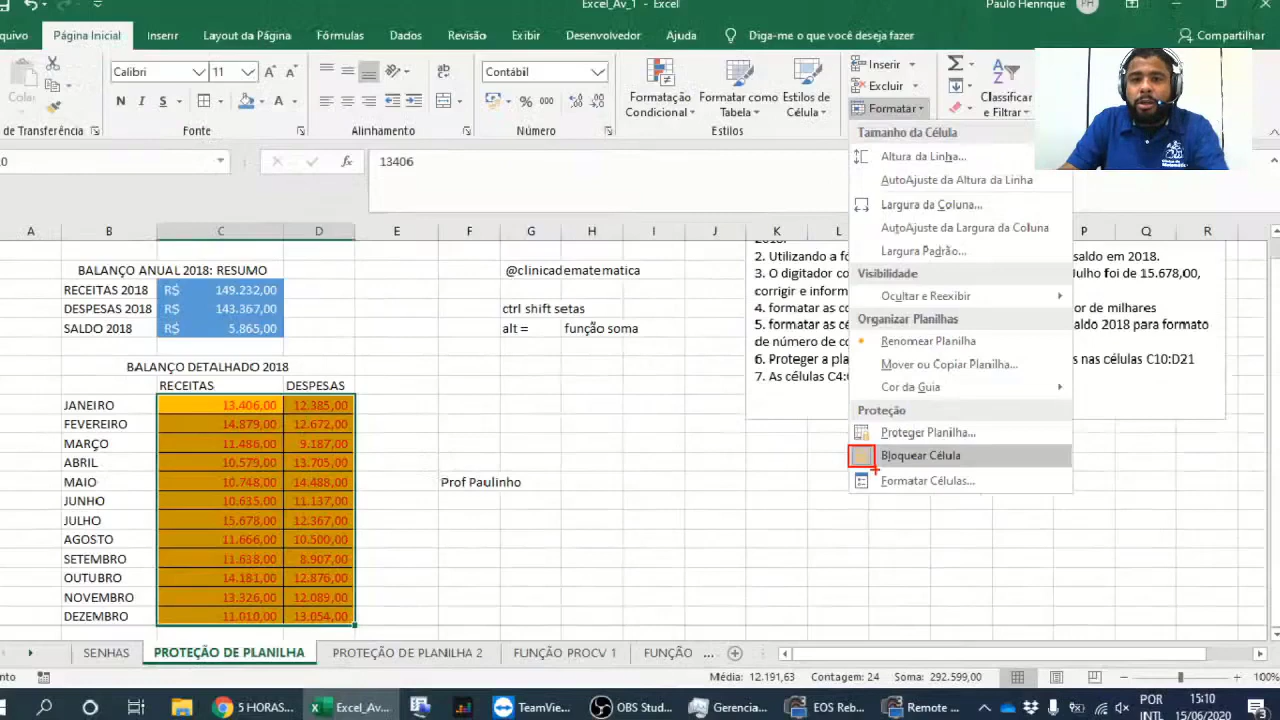 Excel_Av_1 - Excel
Paulo Henrique
PH
quivo
Página Inicial
Inserir
Layout da Página
Fórmulas
Dados
Revisão
Exibir
Desenvolvedor
Ajuda
Diga-me o que você deseja fazer
Compartilhar
Colar
Calibri
11
N
I
S
Contábil
% 000
Formatação
Condicional
Formatar como
Tabela
Estilos de
Célula
Inserir
Excluir
Formatar
Classificar
e Filtrar
de Transferência
Fonte
Alinhamento
Número
Estilos
0
fx
13406
Tamanho da Célula
Altura da Linha...
AutoAjuste da Altura da Linha
Largura da Coluna...
AutoAjuste da Largura da Coluna
Largura Padrão...
Visibilidade
Ocultar e Reexibir
Organizar Planilhas
Renomear Planilha
Mover ou Copiar Planilha...
Cor da Guia
Proteção
Proteger Planilha...
Bloquear Célula
Formatar Células...
A B C D E F G H I J K L P Q R
2018.
2. Utilizando a fo
saldo em 2018.
3. O digitador co
Julho foi de 15.678,00,
corrigir e inform
4. formatar as co
or de milhares
5. formatar as cé
Saldo 2018 para formato
de número de co
6. Proteger a pla
s nas células C10:D21
7. As células C4:
BALANÇO ANUAL 2018: RESUMO
RECEITAS 2018 R$ 149.232,00
DESPESAS 2018 R$ 143.367,00
SALDO 2018 R$ 5.865,00
@clinicadematematica
ctrl shift setas
alt = função soma
BALANÇO DETALHADO 2018
RECEITAS DESPESAS
JANEIRO 13.406,00 12.385,00
FEVEREIRO 14.879,00 12.672,00
MARÇO 11.486,00 9.187,00
ABRIL 10.579,00 13.705,00
MAIO 10.748,00 14.488,00
JUNHO 10.635,00 11.137,00
JULHO 15.678,00 12.367,00
AGOSTO 11.666,00 10.500,00
SETEMBRO 11.638,00 8.907,00
OUTUBRO 14.181,00 12.876,00
NOVEMBRO 13.326,00 12.089,00
DEZEMBRO 11.010,00 13.054,00
Prof Paulinho
SENHAS
PROTEÇÃO DE PLANILHA
PROTEÇÃO DE PLANILHA 2
FUNÇÃO PROCV 1
FUNÇÃO ...
nto
Média: 12.191,63 Contagem: 24 Soma: 292.599,00
100%
5 HORAS...
Excel_Av...
TeamVie...
OBS Stud...
Gerencia...
EOS Reb...
Remote ...
POR
INTL
15:10
15/06/2020
3